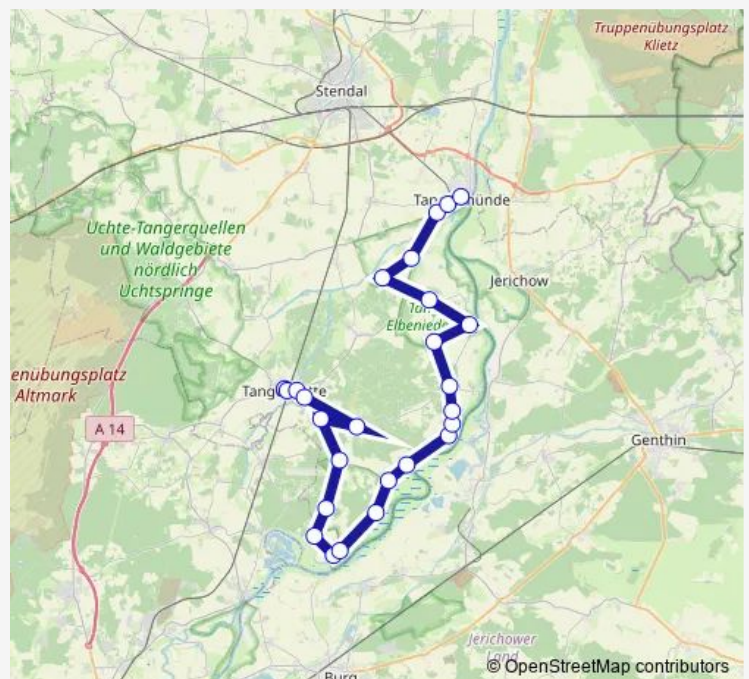 Truppenübungsplatz
Klietz
Stendal
Uchte-Tangerquellen
und Waldgebiete
nördlich
Uchtspringe
Jerichow
Elbeniede
enübungsplatz
Altmark
A 14
Genthin
Jerichower
Land
© OpenStreetMap contributors
Burg